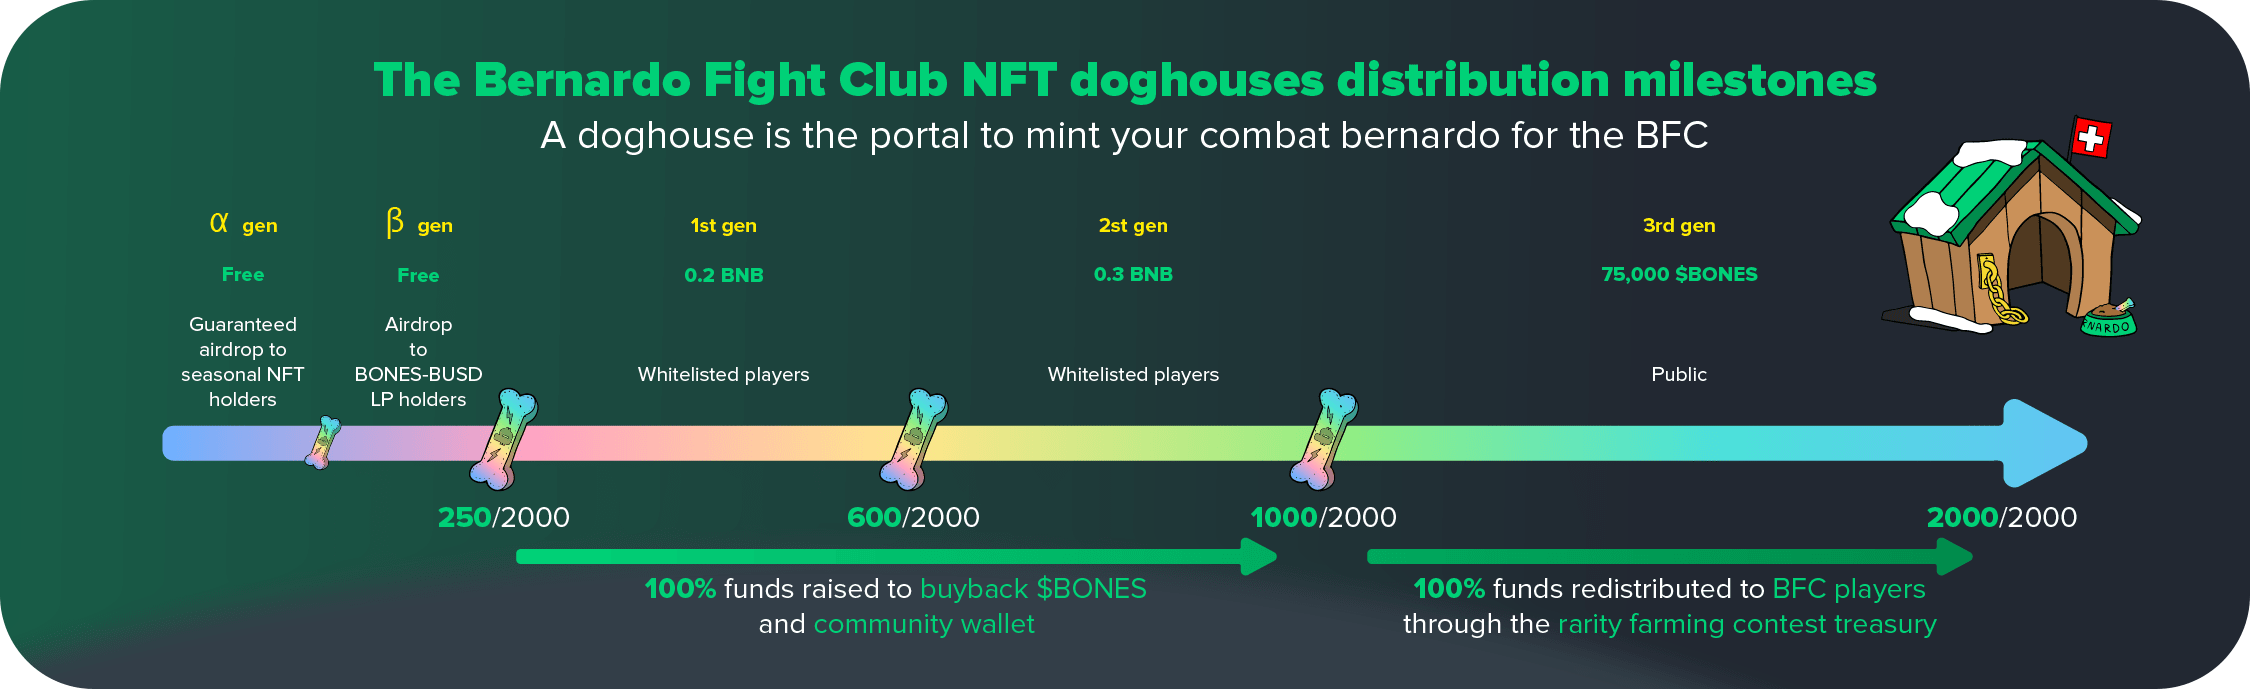 The Bernardo Fight Club NFT doghouses distribution milestones
A doghouse is the portal to mint your combat bernardo for the BFC
α gen
Free
Guaranteed
airdrop to
seasonal NFT
holders
β gen
Free
Airdrop
to
BONES-BUSD
LP holders
1st gen
0.2 BNB
Whitelisted players
2st gen
0.3 BNB
Whitelisted players
3rd gen
75,000 $BONES
Public
NARDO
250/2000
600/2000
1000/2000
2000/2000
100% funds raised to buyback $BONES
and community wallet
100% funds redistributed to BFC players
through the rarity farming contest treasury